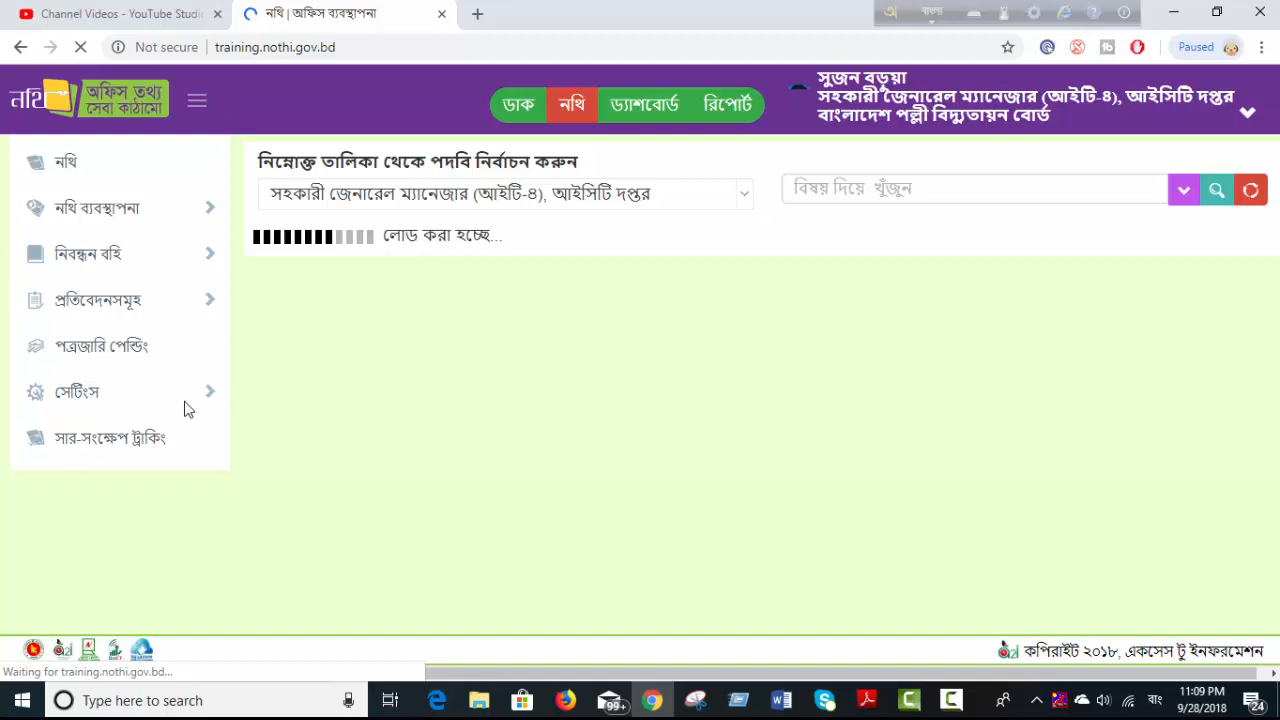 Channel Videos - YouTube Studi
নথি | অফিস ব্যবস্থাপনা
বাংলা
Not secure | training.nothi.gov.bd
Paused
নথি
অফিস তথ্য
সেবা কাঠামো
ডাক নথি ড্যাশবোর্ড রিপোর্ট
সুজন বড়ুয়া
সহকারী জেনারেল ম্যানেজার (আইটি-৪), আইসিটি দপ্তর
বাংলাদেশ পল্লী বিদ্যুতায়ন বোর্ড
নথি
নথি ব্যবস্থাপনা
নিবন্ধন বহি
প্রতিবেদনসমূহ
পত্রজারি পেন্ডিং
সেটিংস
সার-সংক্ষেপ ট্রাকিং
নিম্নোক্ত তালিকা থেকে পদবি নির্বাচন করুন
সহকারী জেনারেল ম্যানেজার (আইটি-৪), আইসিটি দপ্তর
বিষয় দিয়ে খুঁজুন
লোড করা হচ্ছে...
কপিরাইট ২০১৮, একসেস টু ইনফরমেশন
Waiting for training.nothi.gov.bd...
Type here to search
99+
বাং
11:09 PM
9/28/2018
24